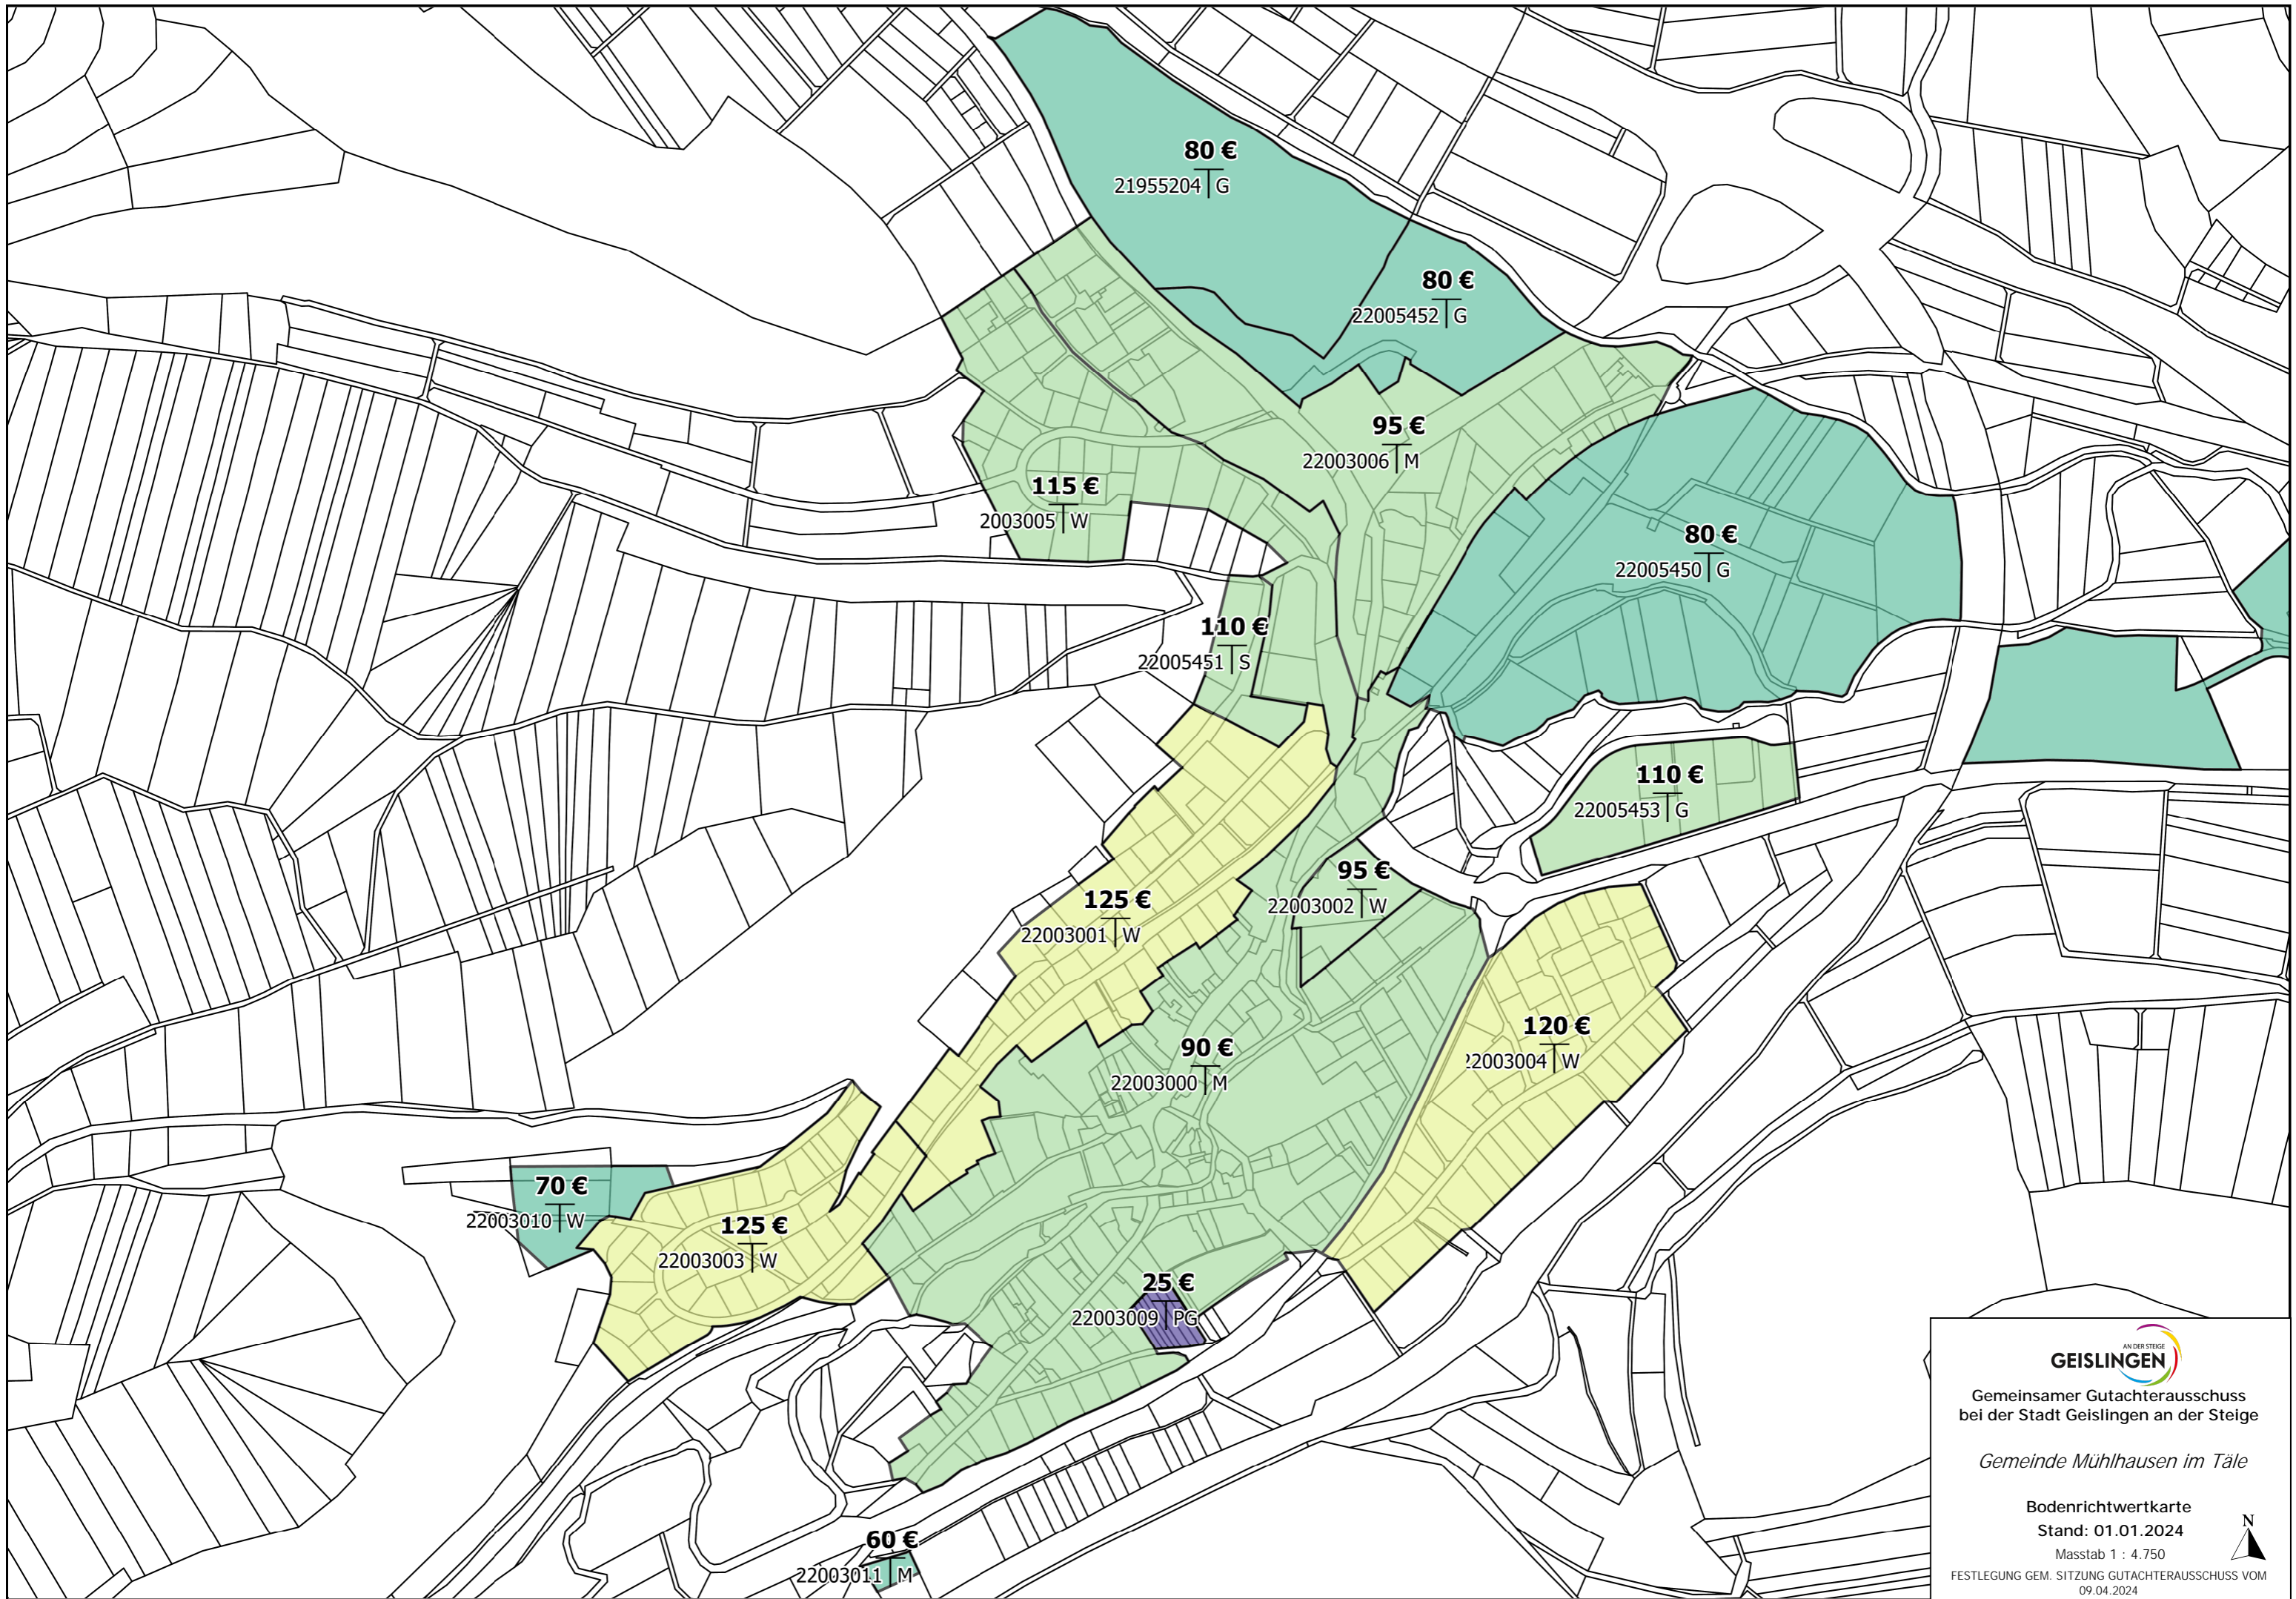 80 €
21955204 G
80 €
22005452 G
95 €
22003006 M
115 €
2003005 W
80 €
22005450 G
110 €
22005451 S
110 €
22005453 G
95 €
22003002 W
125 €
22003001 W
120 €
22003004 W
90 €
22003000 M
70 €
22003010 W
125 €
22003003 W
25 €
22003009 PG
60 €
22003011 M
AN DER STEIGE
GEISLINGEN
Gemeinsamer Gutachterausschuss
bei der Stadt Geislingen an der Steige
Gemeinde Mühlhausen im Täle
Bodenrichtwertkarte
Stand: 01.01.2024
Masstab 1 : 4.750
N
FESTLEGUNG GEM. SITZUNG GUTACHTERAUSSCHUSS VOM
09.04.2024